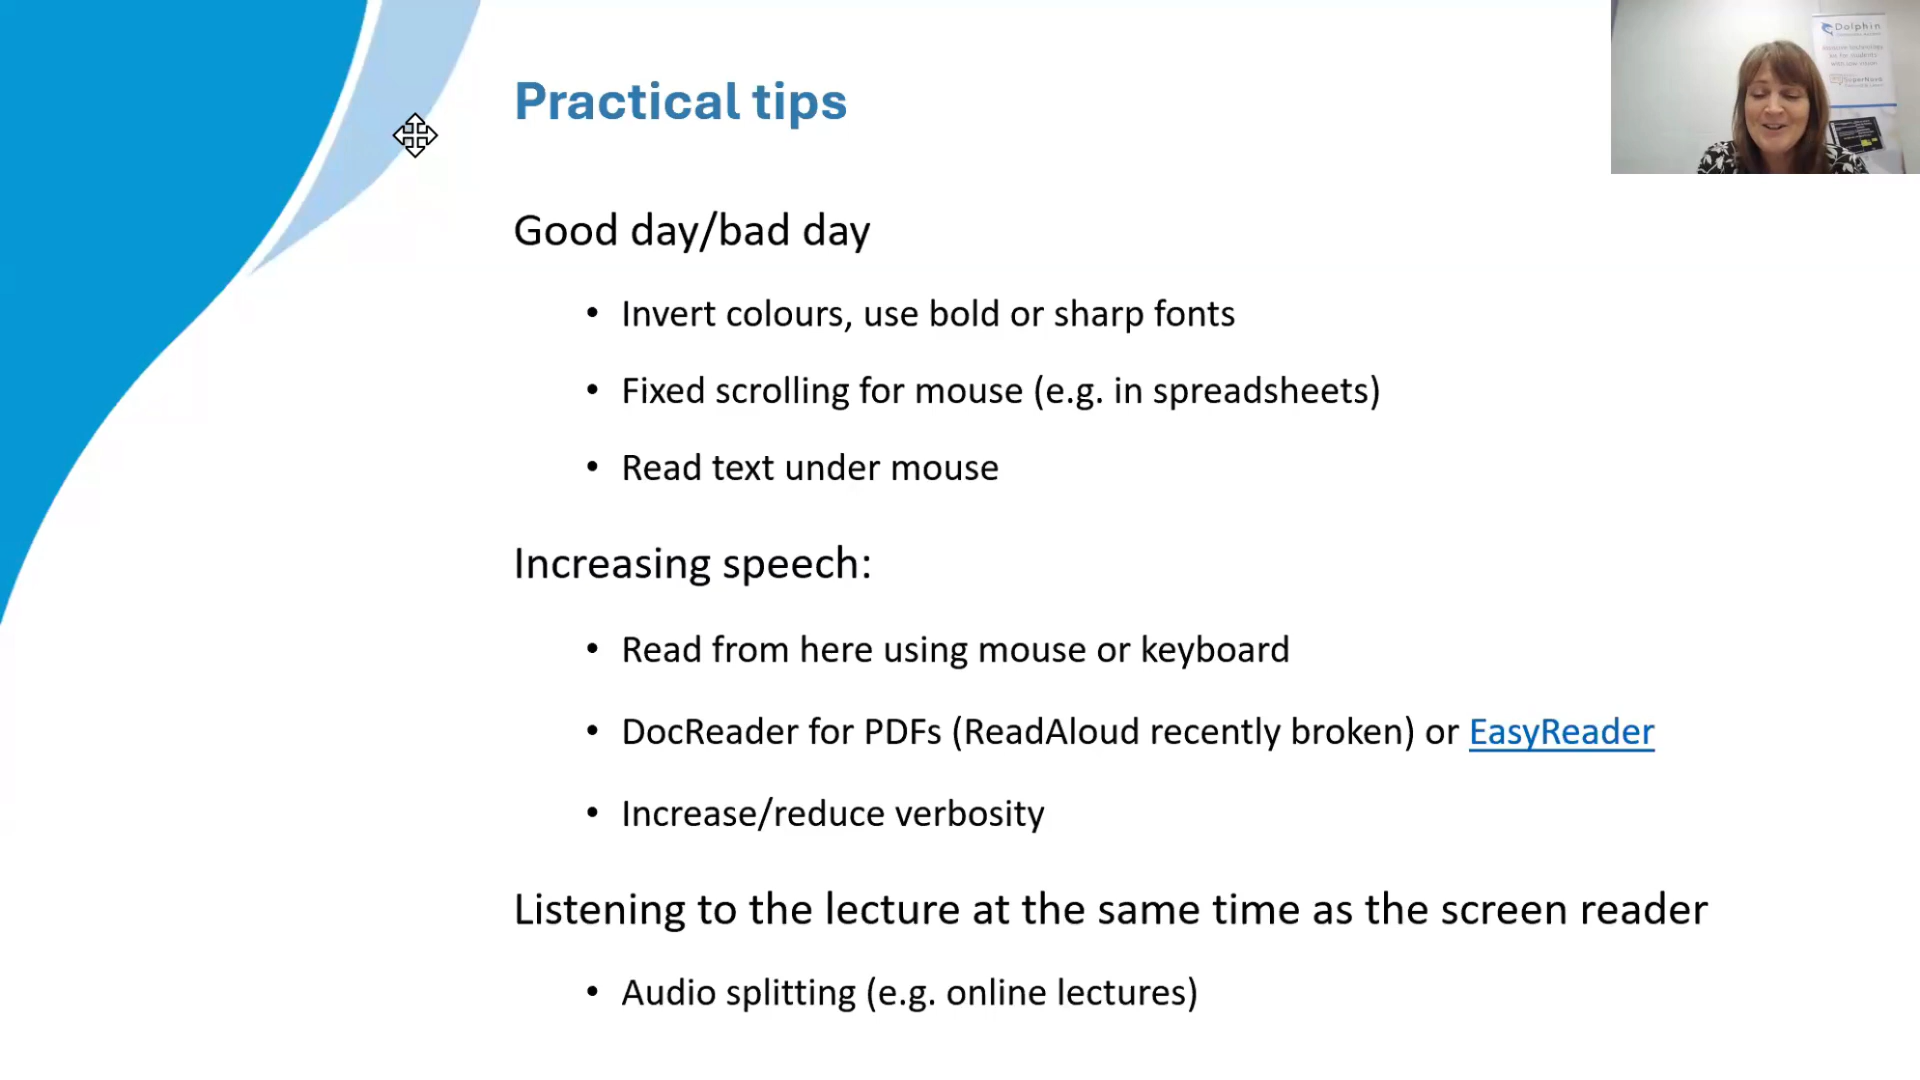 Practical tips
Good day/bad day
• Invert colours, use bold or sharp fonts
• Fixed scrolling for mouse (e.g. in spreadsheets)
• Read text under mouse
Increasing speech:
• Read from here using mouse or keyboard
• DocReader for PDFs (ReadAloud recently broken) or EasyReader
• Increase/reduce verbosity
Listening to the lecture at the same time as the screen reader
• Audio splitting (e.g. online lectures)
Dolphin